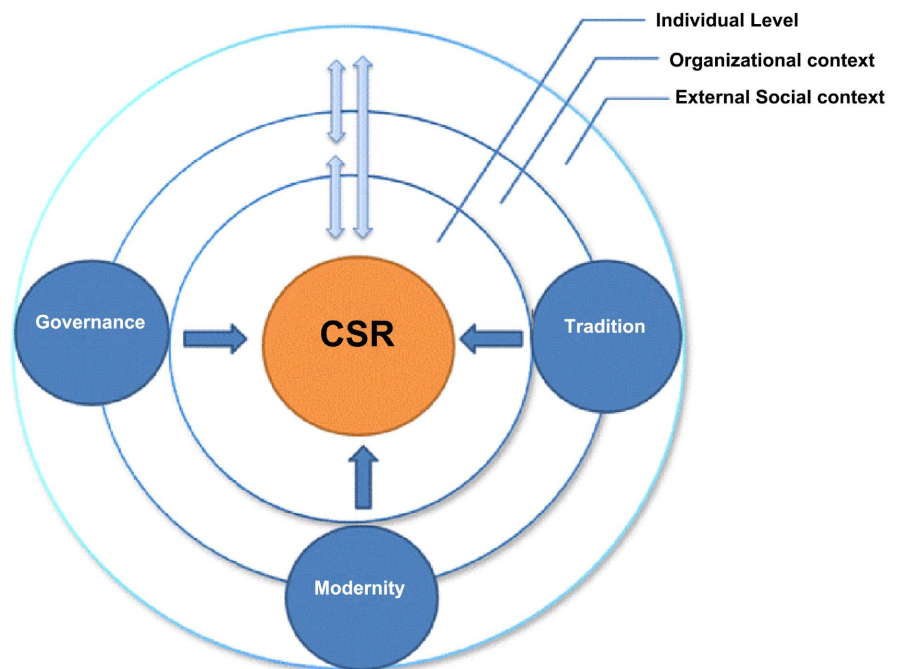 Individual Level
Organizational context
External Social context
Governance
CSR
Tradition
Modernity